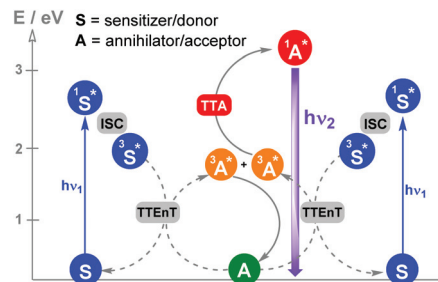 E / eV
S = sensitizer/donor
A = annihilator/acceptor
3
2
1
¹S*
ISC
³S*
hν₁
TTEnT
S
TTA
¹A*
hν₂
³A* + ³A*
A
¹S*
ISC
³S*
hν₁
TTEnT
S